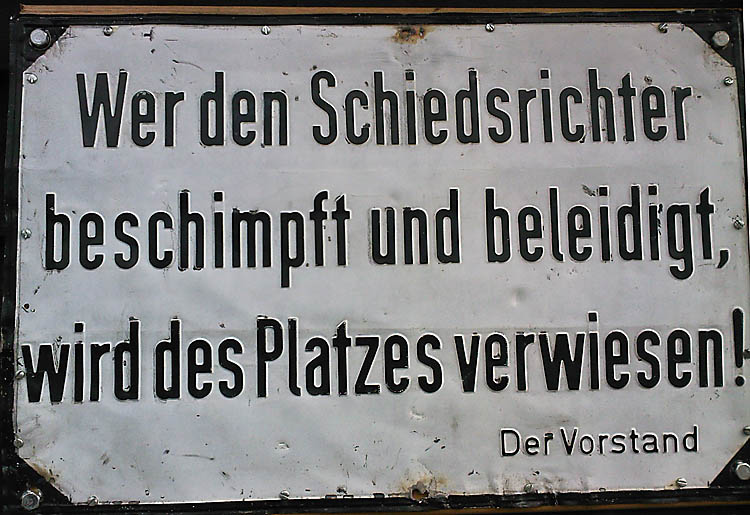 Wer den Schiedsrichter
beschimpft und beleidigt,
wird des Platzes verwiesen!
Der Vorstand